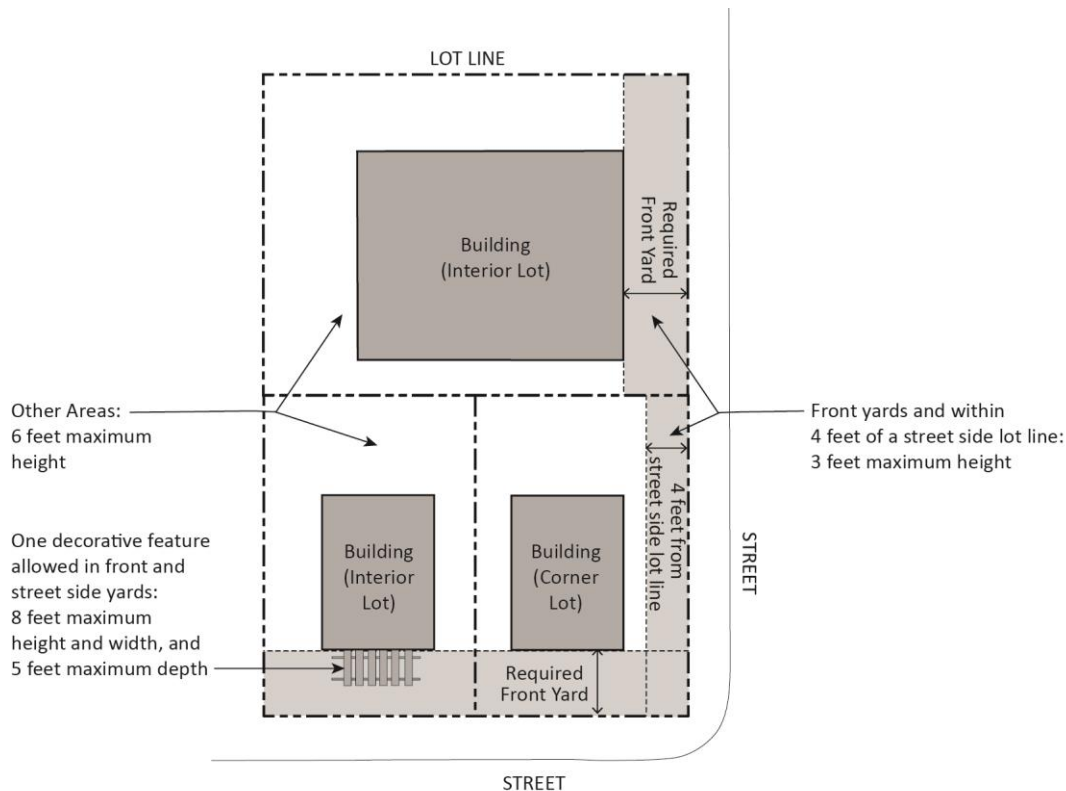 LOT LINE
Required
Front Yard
Building
(Interior Lot)
Other Areas:
6 feet maximum
height
Front yards and within
4 feet of a street side lot line:
3 feet maximum height
4 feet from
street side lot line
One decorative feature
allowed in front and
street side yards:
8 feet maximum
height and width, and
5 feet maximum depth
Building
(Interior
Lot)
Building
(Corner
Lot)
STREET
Required
Front Yard
STREET